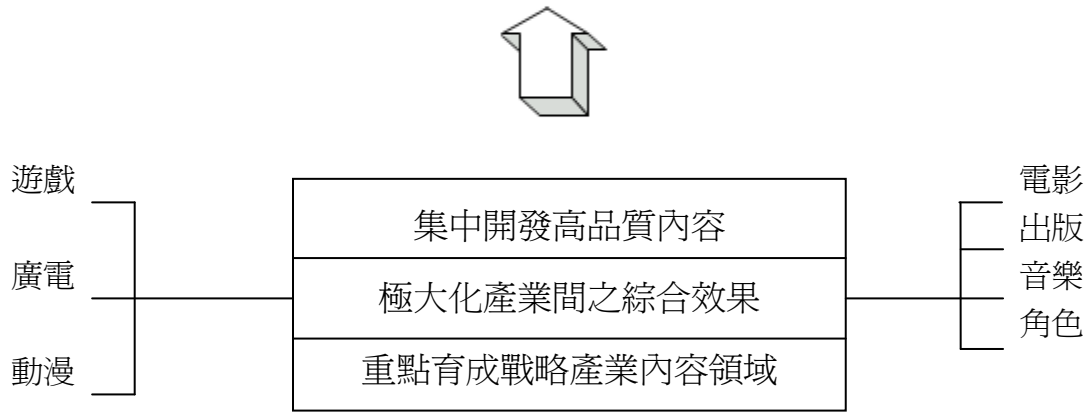 遊戲
廣電
動漫
集中開發高品質內容
極大化產業間之綜合效果
重點育成戰略產業內容領域
電影
出版
音樂
角色